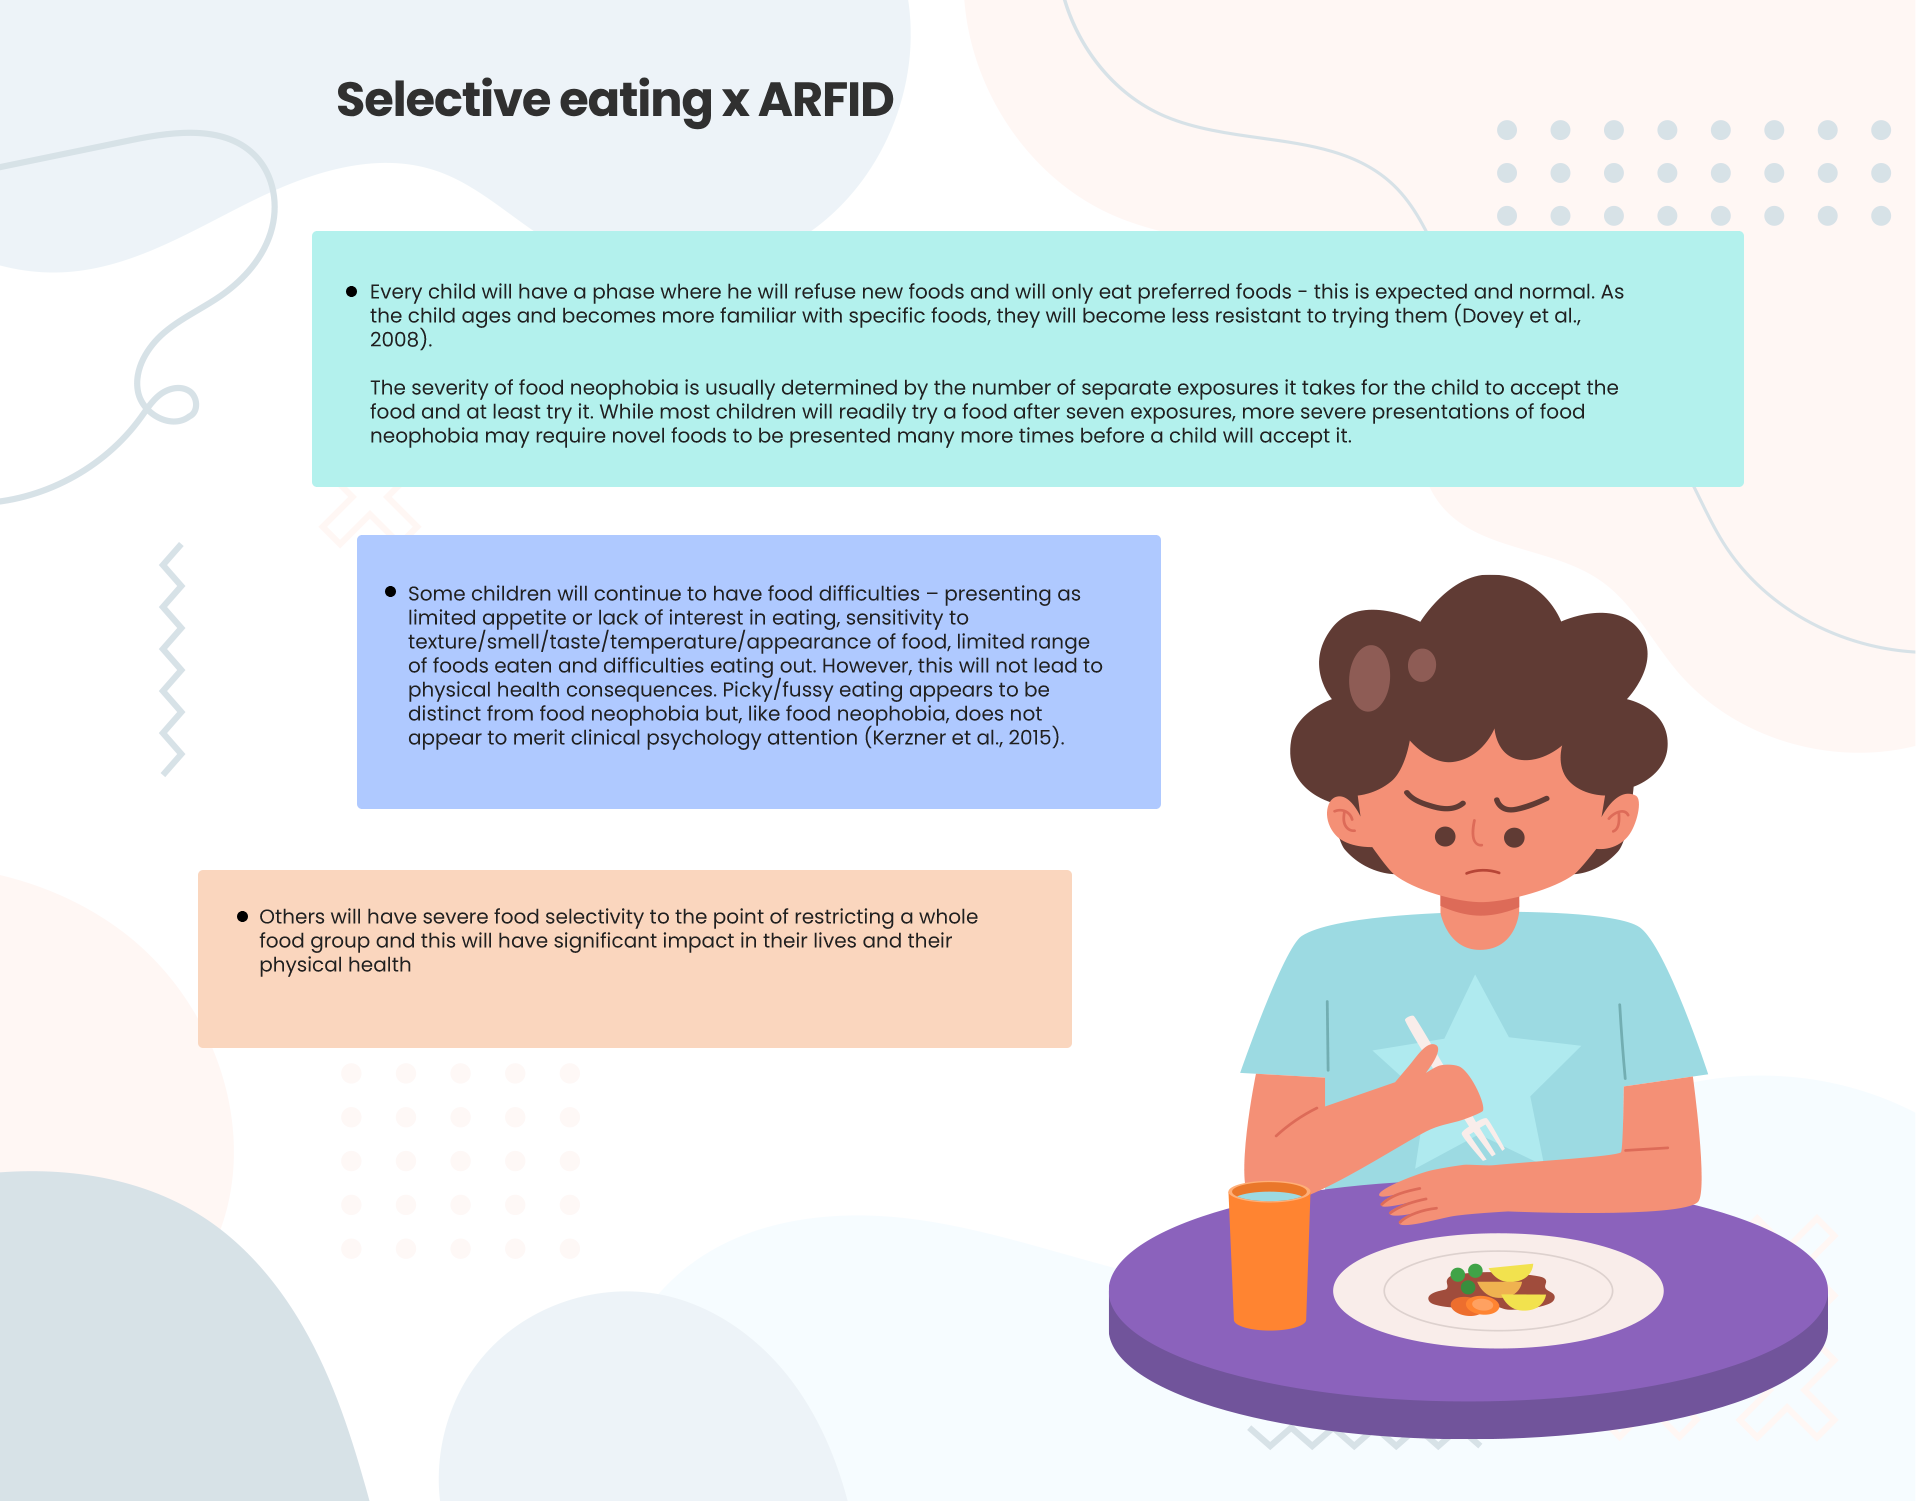 Selective eating x ARFID
Every child will have a phase where he will refuse new foods and will only eat preferred foods - this is expected and normal. As
the child ages and becomes more familiar with specific foods, they will become less resistant to trying them (Dovey et al.,
2008).
The severity of food neophobia is usually determined by the number of separate exposures it takes for the child to accept the
food and at least try it. While most children will readily try a food after seven exposures, more severe presentations of food
neophobia may require novel foods to be presented many more times before a child will accept it.
Some children will continue to have food difficulties – presenting as
limited appetite or lack of interest in eating, sensitivity to
texture/smell/taste/temperature/appearance of food, limited range
of foods eaten and difficulties eating out. However, this will not lead to
physical health consequences. Picky/fussy eating appears to be
distinct from food neophobia but, like food neophobia, does not
appear to merit clinical psychology attention (Kerzner et al., 2015).
Others will have severe food selectivity to the point of restricting a whole
food group and this will have significant impact in their lives and their
physical health